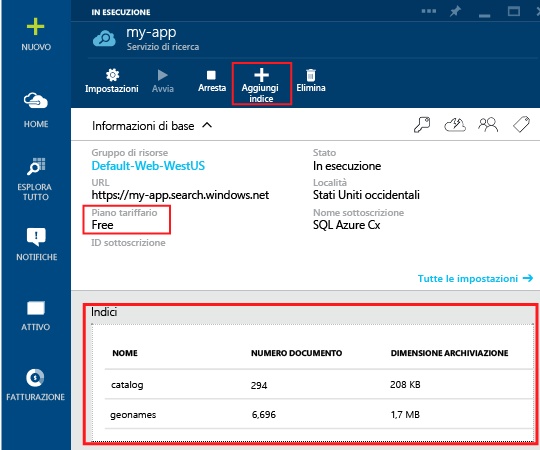 NUOVO
HOME
ESPLORA
TUTTO
NOTIFICHE
ATTIVO
FATTURAZIONE
IN ESECUZIONE
my-app
Servizio di ricerca
Impostazioni
Avvia
Arresta
Aggiungi
indice
Elimina
Informazioni di base
Gruppo di risorse
Default-Web-WestUS
URL
https://my-app.search.windows.net
Piano tariffario
Free
ID sottoscrizione
Stato
In esecuzione
Località
Stati Uniti occidentali
Nome sottoscrizione
SQL Azure Cx
Tutte le impostazioni
Indici
NOME NUMERO DOCUMENTO DIMENSIONE ARCHIVIAZIONE
catalog 294 208 KB
geonames 6,696 1,7 MB